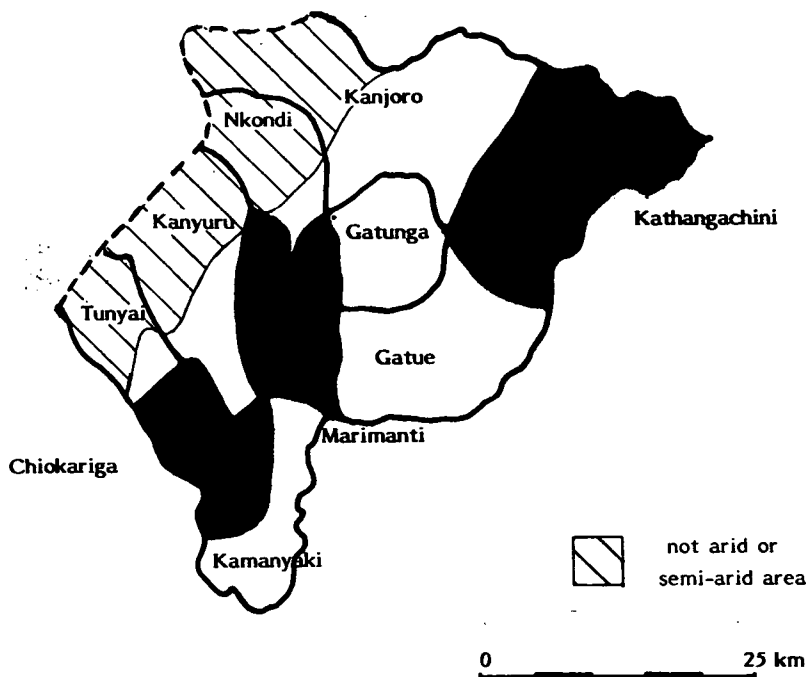 Kanjoro
Nkondi
Kathangachini
Kanyuru
Gatunga
Tunyai
Gatue
Marimanti
Chiokariga
not arid or
semi-arid area
Kamanyaki
0 25 km